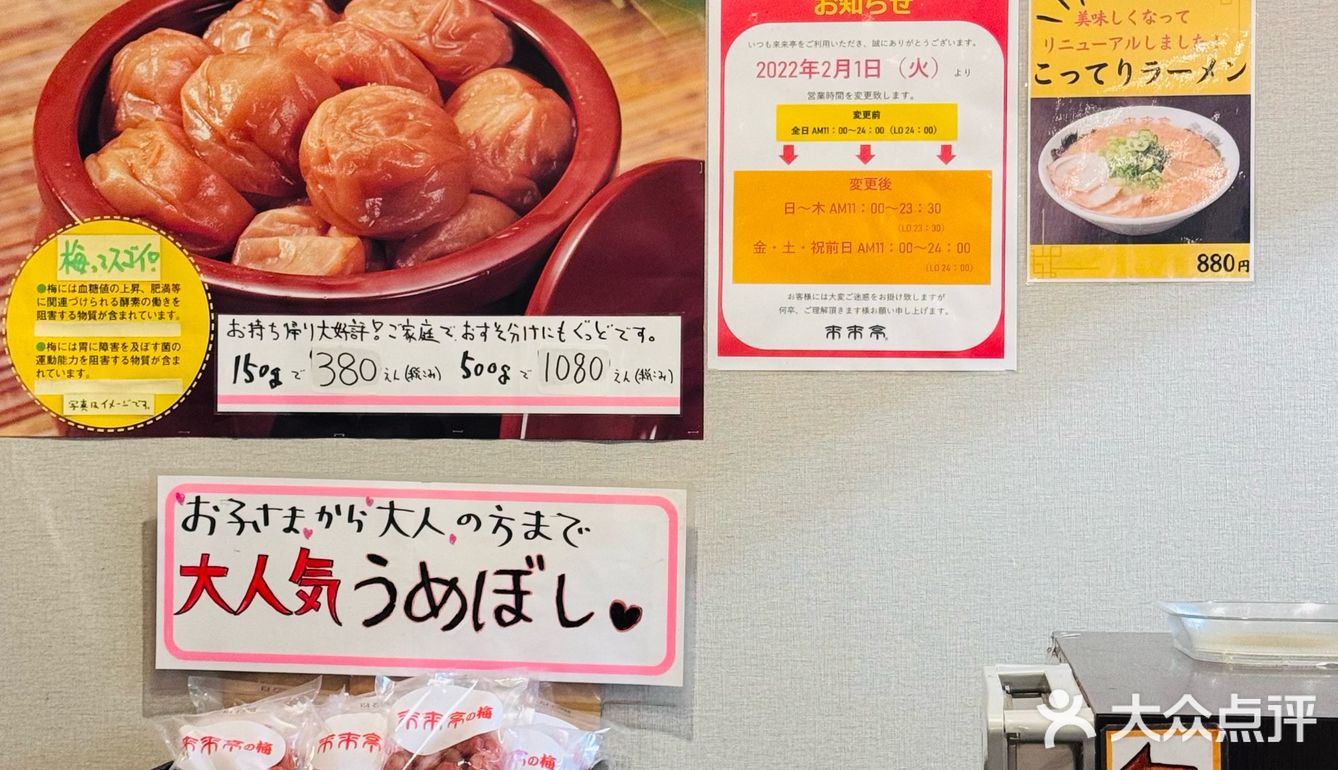 梅ってスゴイ!
●梅には血糖値の上昇、肥満等
に関連づけられる酵素の働きを
阻害する物質が含まれています。
●梅には胃に障害を及ぼす菌の
運動能力を阻害する物質が含ま
れています。
写真はイメージです。
お持ち帰り大好評!ご家庭で、おすそ分けにもぐっどです。
150gで380えん(税こみ) 500gで1080えん(税こみ)
お知らせ
いつも来来亭をご利用いただき、誠にありがとうございます。
2022年2月1日（火）より
営業時間を変更致します。
変更前
全日 AM11：00〜24：00（LO 24：00）
変更後
日〜木 AM11：00〜23：30
（LO 23：30）
金・土・祝前日 AM11：00〜24：00
（LO 24：00）
お客様には大変ご迷惑をお掛け致しますが
何卒、ご理解頂きます様お願い申し上げます。
来来亭
美味しくなって
リニューアルしました!
こってりラーメン
来来亭
880円
お子さまから大人の方まで
大人気うめぼし
来来亭の梅
来来亭
来来亭の梅
の梅
大众点评